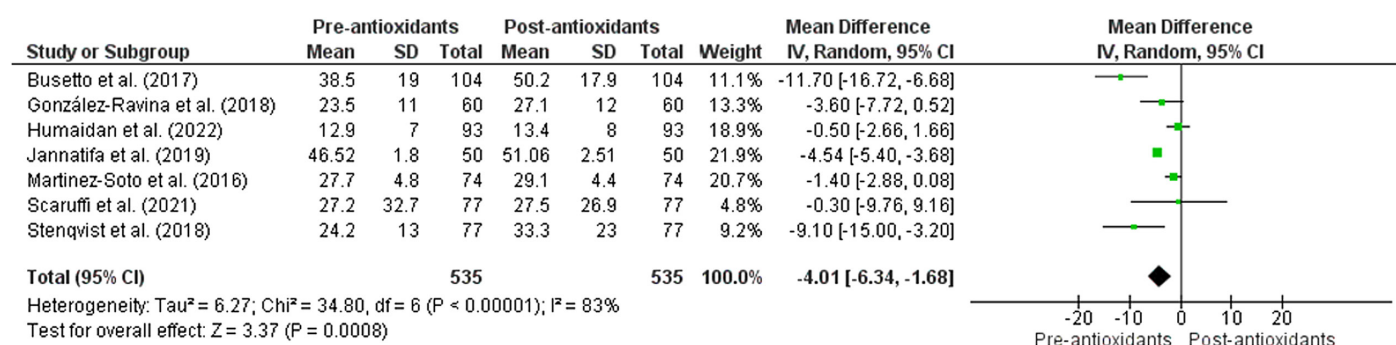 Pre-antioxidants Post-antioxidants Mean Difference Mean Difference
Study or Subgroup Mean SD Total Mean SD Total Weight IV, Random, 95% CI IV, Random, 95% CI
Busetto et al. (2017) 38.5 19 104 50.2 17.9 104 11.1% -11.70 [-16.72, -6.68]
González-Ravina et al. (2018) 23.5 11 60 27.1 12 60 13.3% -3.60 [-7.72, 0.52]
Humaidan et al. (2022) 12.9 7 93 13.4 8 93 18.9% -0.50 [-2.66, 1.66]
Jannatifa et al. (2019) 46.52 1.8 50 51.06 2.51 50 21.9% -4.54 [-5.40, -3.68]
Martinez-Soto et al. (2016) 27.7 4.8 74 29.1 4.4 74 20.7% -1.40 [-2.88, 0.08]
Scaruffi et al. (2021) 27.2 32.7 77 27.5 26.9 77 4.8% -0.30 [-9.76, 9.16]
Stenqvist et al. (2018) 24.2 13 77 33.3 23 77 9.2% -9.10 [-15.00, -3.20]
Total (95% CI) 535 535 100.0% -4.01 [-6.34, -1.68]
Heterogeneity: Tau² = 6.27; Chi² = 34.80, df = 6 (P < 0.00001); I² = 83%
Test for overall effect: Z = 3.37 (P = 0.0008)
-20 -10 0 10 20
Pre-antioxidants Post-antioxidants